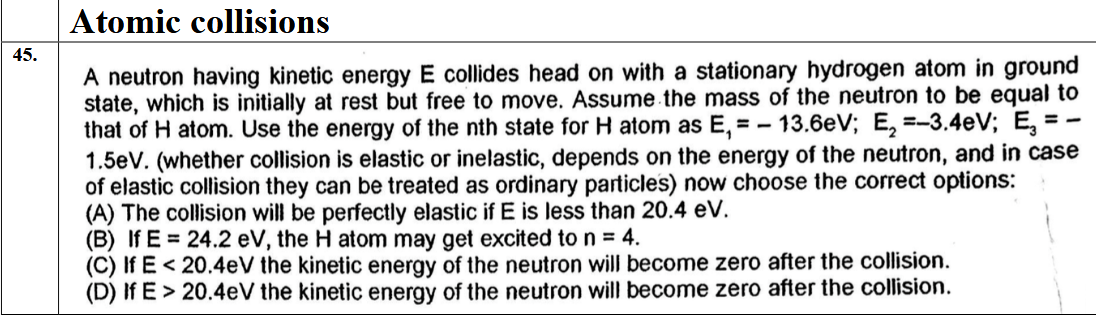 Atomic collisions
45.
A neutron having kinetic energy E collides head on with a stationary hydrogen atom in ground
state, which is initially at rest but free to move. Assume the mass of the neutron to be equal to
that of H atom. Use the energy of the nth state for H atom as E₁ = – 13.6eV; E₂ =–3.4eV; E₃ = –
1.5eV. (whether collision is elastic or inelastic, depends on the energy of the neutron, and in case
of elastic collision they can be treated as ordinary particles) now choose the correct options:
(A) The collision will be perfectly elastic if E is less than 20.4 eV.
(B) If E = 24.2 eV, the H atom may get excited to n = 4.
(C) If E < 20.4eV the kinetic energy of the neutron will become zero after the collision.
(D) If E > 20.4eV the kinetic energy of the neutron will become zero after the collision.